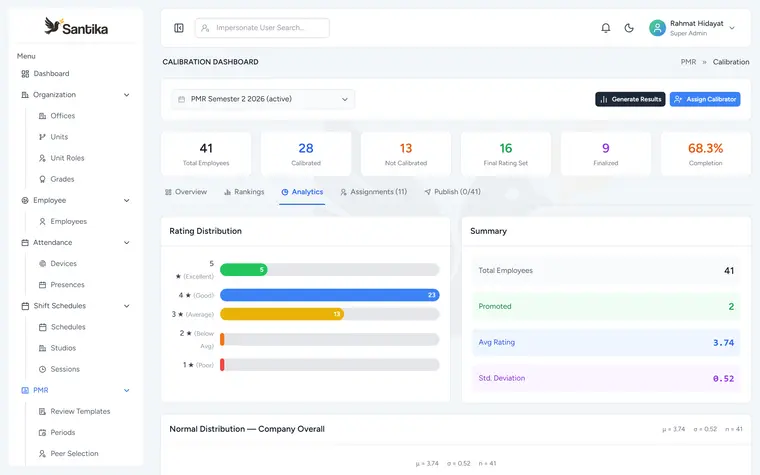 Santika
Menu
Dashboard
Organization
Offices
Units
Unit Roles
Grades
Employee
Employees
Attendance
Devices
Presences
Shift Schedules
Schedules
Studios
Sessions
PMR
Review Templates
Periods
Peer Selection
Impersonate User Search...
Rahmat Hidayat
Super Admin
CALIBRATION DASHBOARD
PMR » Calibration
PMR Semester 2 2026 (active)
Generate Results
Assign Calibrator
41
Total Employees
28
Calibrated
13
Not Calibrated
16
Final Rating Set
9
Finalized
68.3%
Completion
Overview
Rankings
Analytics
Assignments (11)
Publish (0/41)
Rating Distribution
5
★ (Excellent)
5
4 ★ (Good)
23
3 ★ (Average)
13
2 ★ (Below
Avg)
1 ★ (Poor)
Summary
Total Employees 41
Promoted 2
Avg Rating 3.74
Std. Deviation 0.52
Normal Distribution — Company Overall
μ = 3.74 σ = 0.52 n = 41
μ = 3.74 σ = 0.52 n = 41